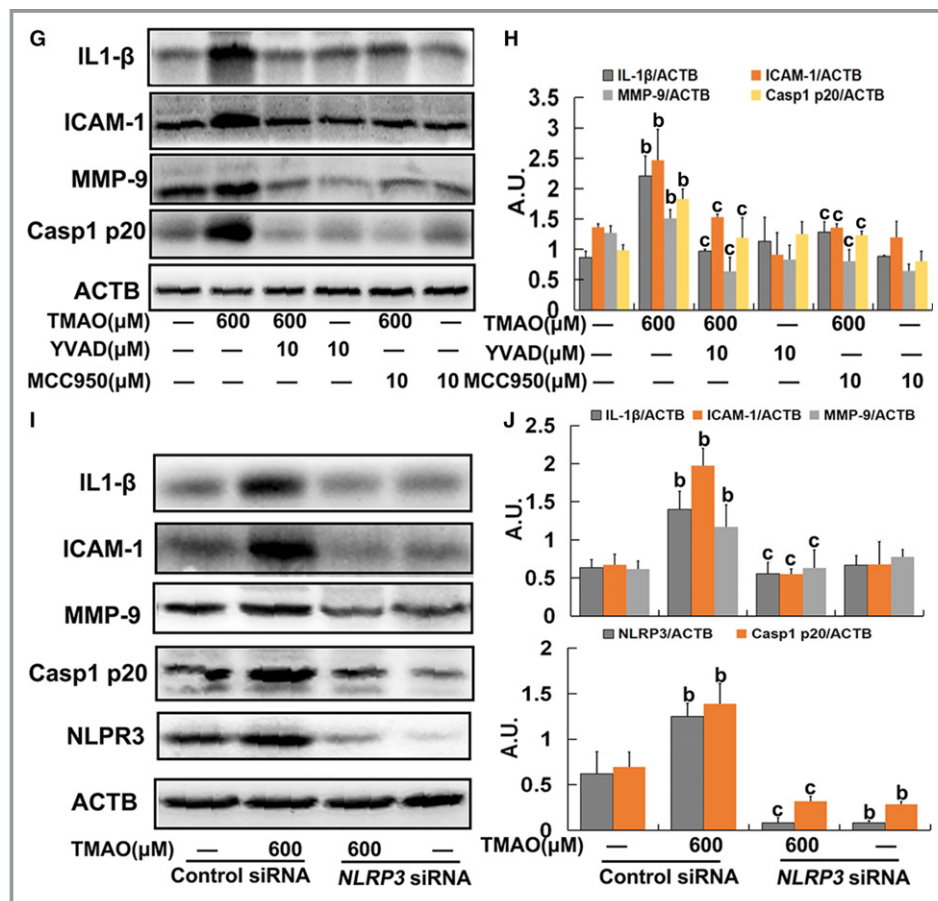 G
IL1-β
ICAM-1
MMP-9
Casp1 p20
ACTB
TMAO(μM) — 600 600 — 600 —
YVAD(μM) — — 10 10 — —
MCC950(μM) — — — — 10 10
H
IL-1β/ACTB ICAM-1/ACTB
MMP-9/ACTB Casp1 p20/ACTB
3.5
3
2.5
2
1.5
1
0.5
0
A.U.
b b b b
c c c c
c c c c
TMAO(μM) — 600 600 — 600 —
YVAD(μM) — — 10 10 — —
MCC950(μM) — — — — 10 10
I
IL1-β
ICAM-1
MMP-9
Casp1 p20
NLPR3
ACTB
TMAO(μM) — 600 600 —
Control siRNA NLRP3 siRNA
J
IL-1β/ACTB ICAM-1/ACTB MMP-9/ACTB
2.5
2
1.5
1
0.5
0
A.U.
b b b
c c c
NLRP3/ACTB Casp1 p20/ACTB
2
1.5
1
0.5
0
A.U.
b b
c c
b b
TMAO(μM) — 600 600 —
Control siRNA NLRP3 siRNA